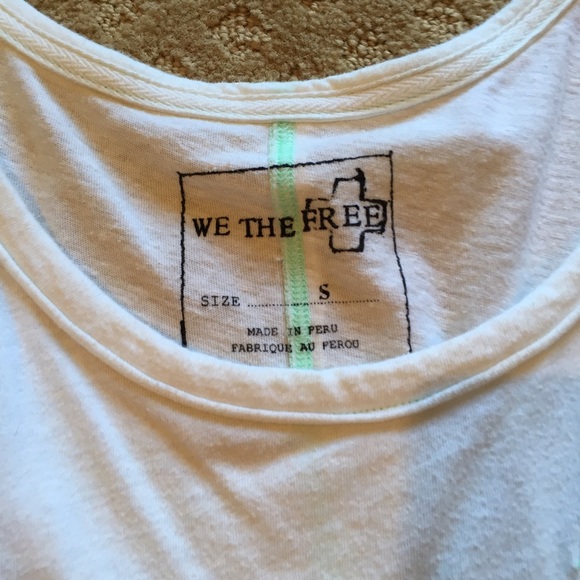 WE THE FREE
SIZE .................... S ..............
MADE IN PERU
FABRIQUE AU PEROU